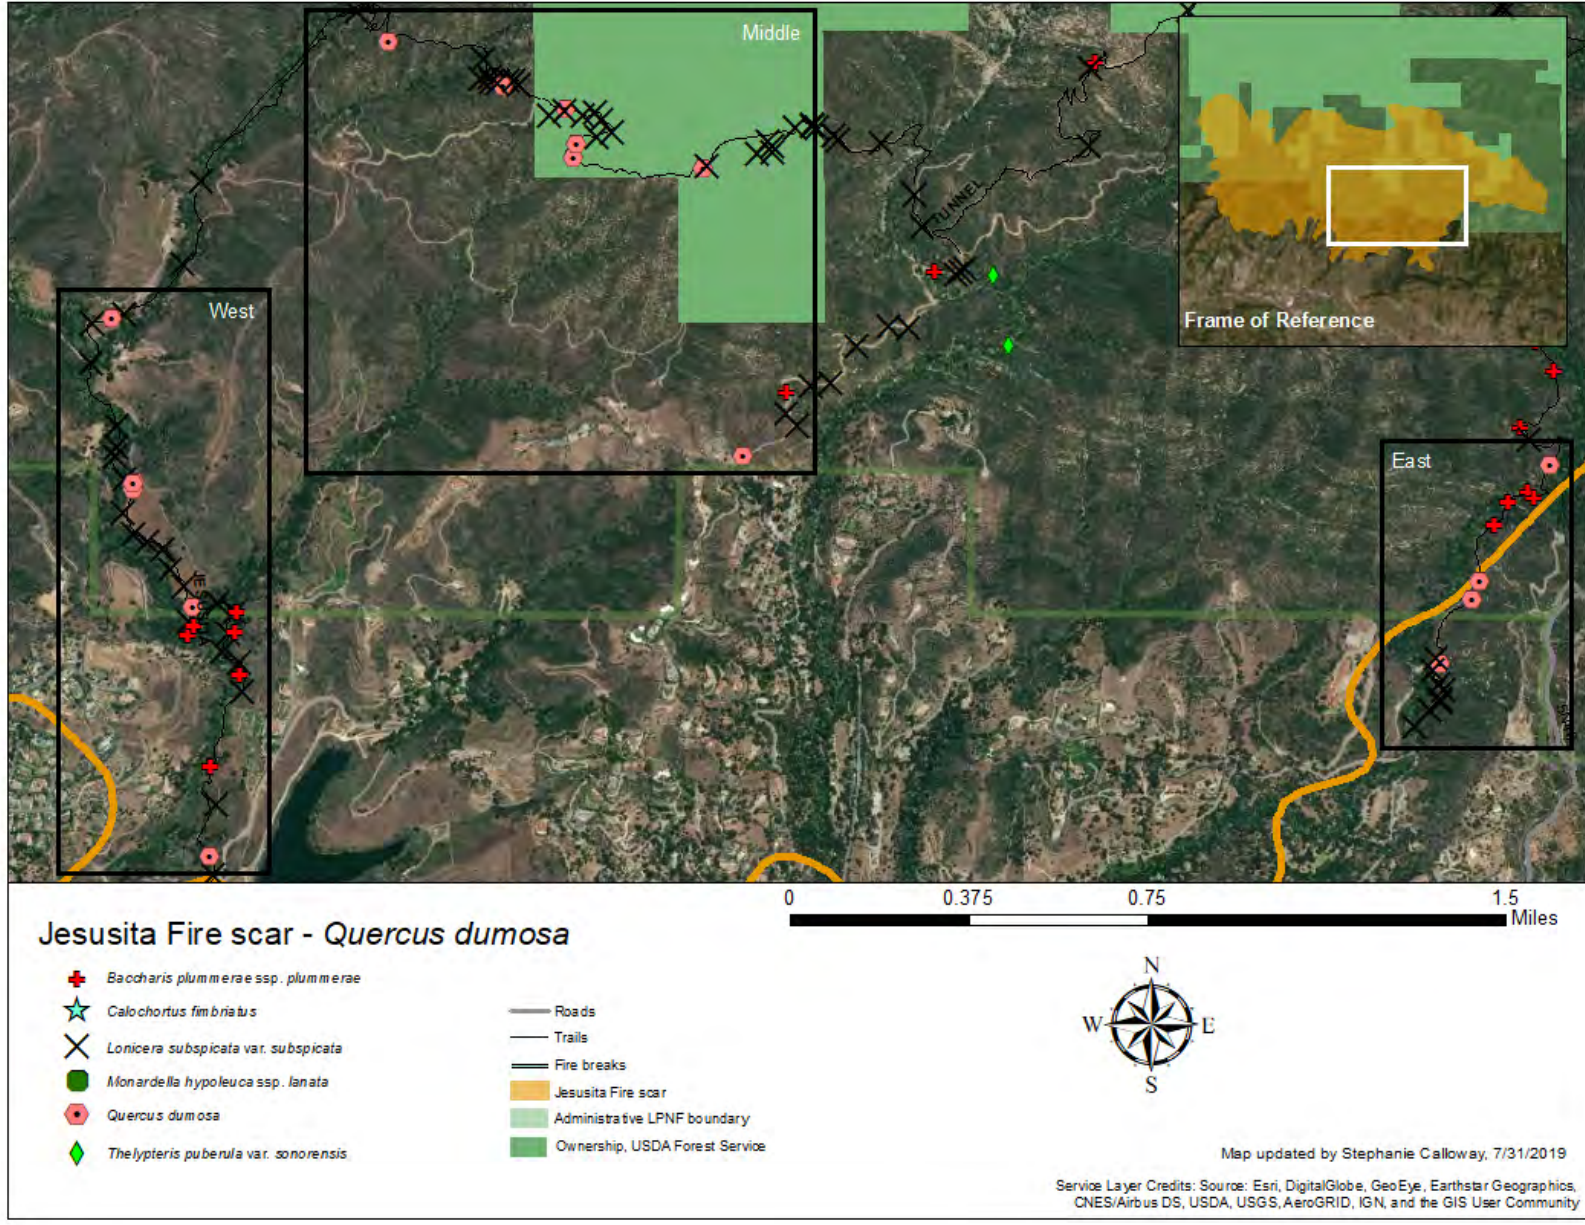 Middle
West
TUNNEL
Frame of Reference
East
0 0.375 0.75 1.5
Miles
Jesusita Fire scar - Quercus dumosa
Baccharis plummerae ssp. plummerae
Calochortus fimbriatus
Lonicera subspicata var. subspicata
Monardella hypoleuca ssp. lanata
Quercus dumosa
Thelypteris puberula var. sonorensis
Roads
Trails
Fire breaks
Jesusita Fire scar
Administrative LPNF boundary
Ownership, USDA Forest Service
N
W E
S
Map updated by Stephanie Calloway, 7/31/2019
Service Layer Credits: Source: Esri, DigitalGlobe, GeoEye, Earthstar Geographics,
CNES/Airbus DS, USDA, USGS, AeroGRID, IGN, and the GIS User Community